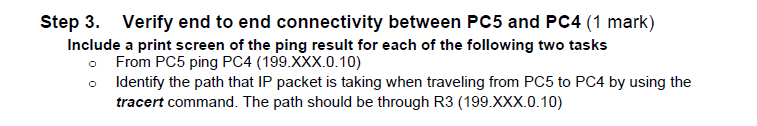 Step 3. Verify end to end connectivity between PC5 and PC4 (1 mark)
Include a print screen of the ping result for each of the following two tasks
o From PC5 ping PC4 (199.XXX.0.10)
o Identify the path that IP packet is taking when traveling from PC5 to PC4 by using the
tracert command. The path should be through R3 (199.XXX.0.10)